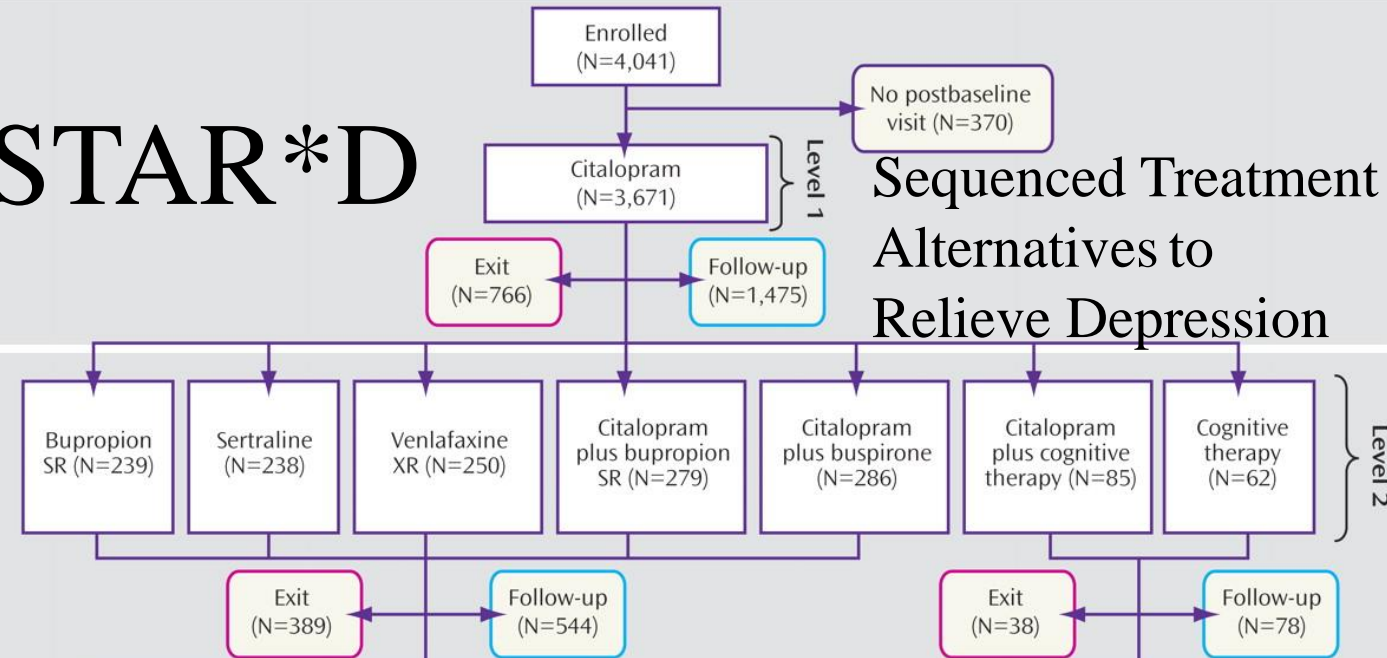 Enrolled
(N=4,041)
No postbaseline
visit (N=370)
STAR*D
Citalopram
(N=3,671)
Level 1
Sequenced Treatment
Alternatives to
Relieve Depression
Exit
(N=766)
Follow-up
(N=1,475)
Bupropion
SR (N=239)
Sertraline
(N=238)
Venlafaxine
XR (N=250)
Citalopram
plus bupropion
SR (N=279)
Citalopram
plus buspirone
(N=286)
Citalopram
plus cognitive
therapy (N=85)
Cognitive
therapy
(N=62)
Level 2
Exit
(N=389)
Follow-up
(N=544)
Exit
(N=38)
Follow-up
(N=78)